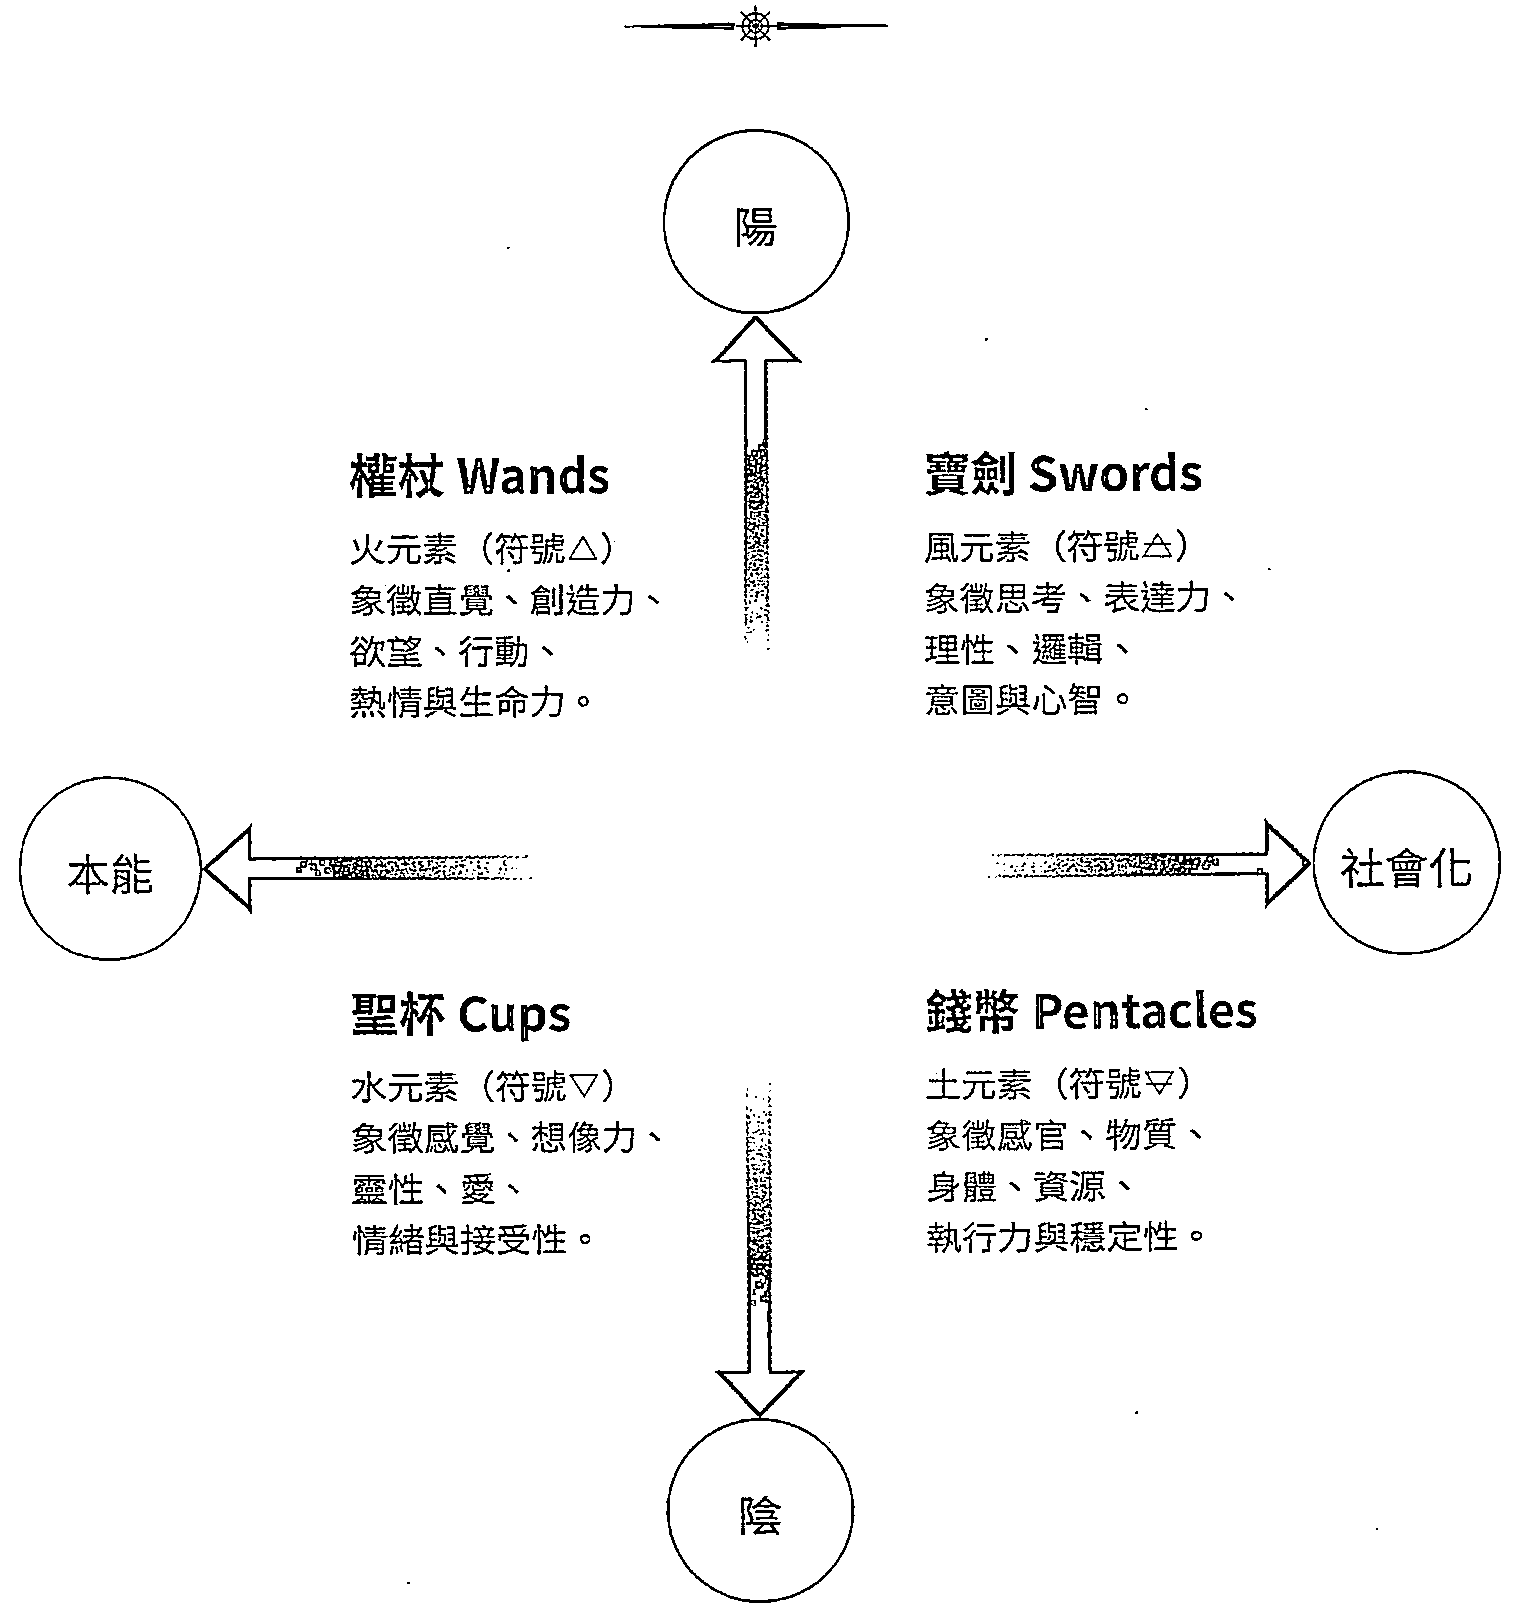 陽
權杖 Wands
火元素（符號△）
象徵直覺、創造力、
欲望、行動、
熱情與生命力。
寶劍 Swords
風元素（符號🜁）
象徵思考、表達力、
理性、邏輯、
意圖與心智。
本能
社會化
聖杯 Cups
水元素（符號▽）
象徵感覺、想像力、
靈性、愛、
情緒與接受性。
錢幣 Pentacles
土元素（符號🜃）
象徵感官、物質、
身體、資源、
執行力與穩定性。
陰